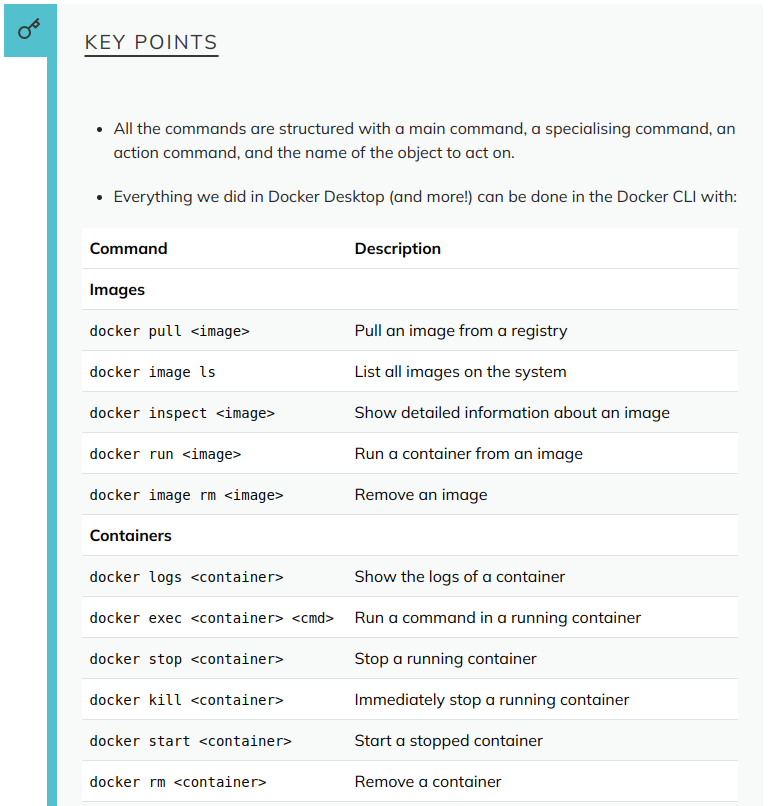 KEY POINTS
All the commands are structured with a main command, a specialising command, an
action command, and the name of the object to act on.
Everything we did in Docker Desktop (and more!) can be done in the Docker CLI with:
Command Description
Images
docker pull <image> Pull an image from a registry
docker image ls List all images on the system
docker inspect <image> Show detailed information about an image
docker run <image> Run a container from an image
docker image rm <image> Remove an image
Containers
docker logs <container> Show the logs of a container
docker exec <container> <cmd> Run a command in a running container
docker stop <container> Stop a running container
docker kill <container> Immediately stop a running container
docker start <container> Start a stopped container
docker rm <container> Remove a container